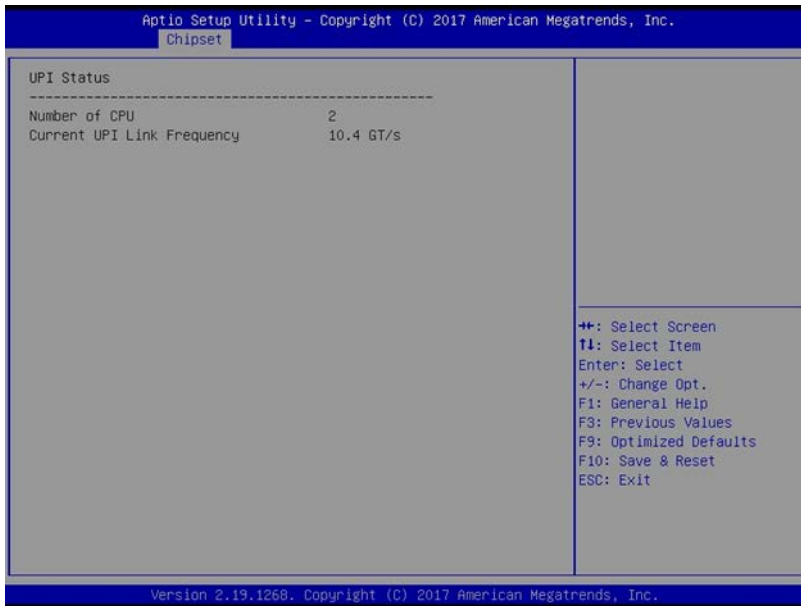 Aptio Setup Utility – Copyright (C) 2017 American Megatrends, Inc.
Chipset
UPI Status
--------------------------------------------------
Number of CPU 2
Current UPI Link Frequency 10.4 GT/s
→←: Select Screen
↑↓: Select Item
Enter: Select
+/-: Change Opt.
F1: General Help
F3: Previous Values
F9: Optimized Defaults
F10: Save & Reset
ESC: Exit
Version 2.19.1268. Copyright (C) 2017 American Megatrends, Inc.